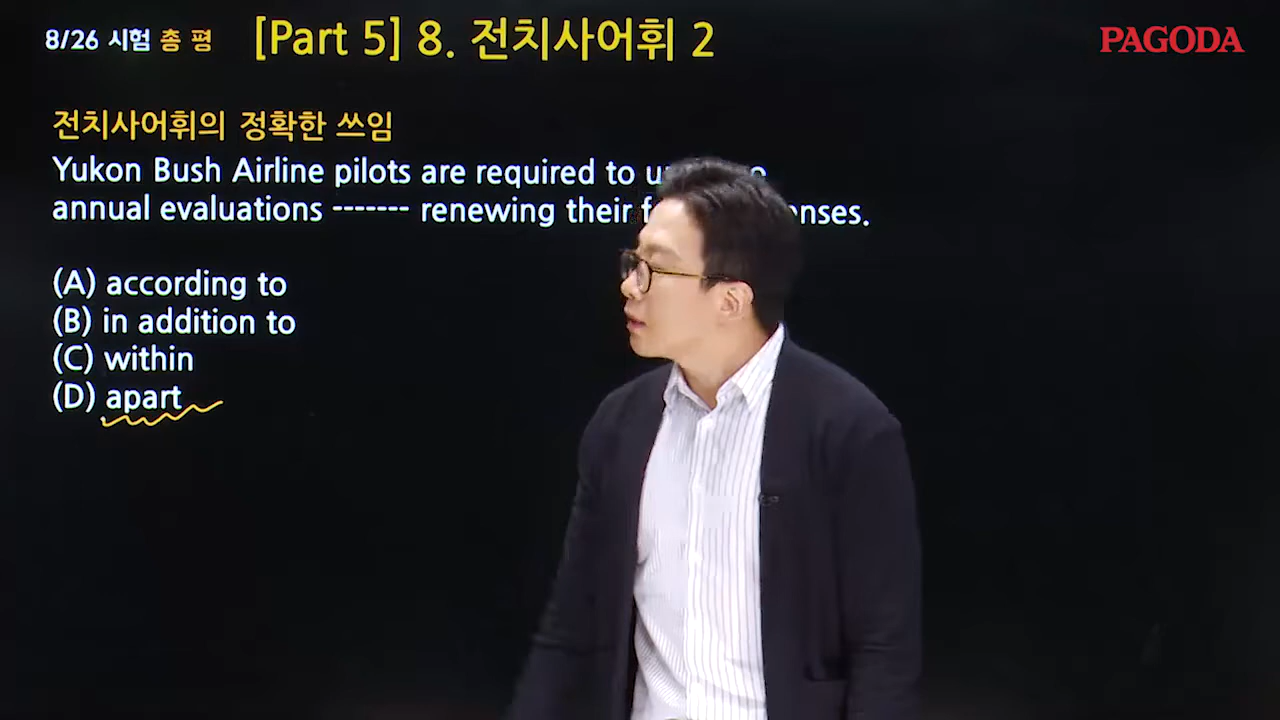 8/26 시험 총 평 [Part 5] 8. 전치사어휘 2
PAGODA
전치사어휘의 정확한 쓰임
Yukon Bush Airline pilots are required to
annual evaluations ------- renewing their
(A) according to
(B) in addition to
(C) within
(D) apart